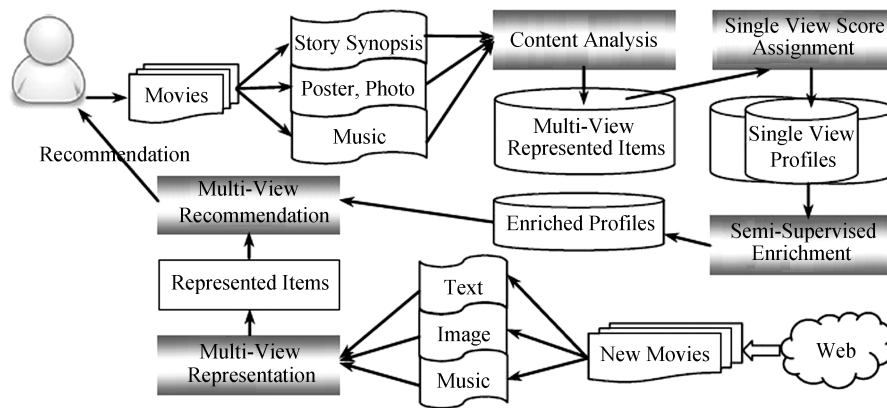 Story Synopsis
Poster, Photo
Music
Movies
Content Analysis
Multi-View
Represented Items
Single View Score
Assignment
Single View
Profiles
Recommendation
Multi-View
Recommendation
Enriched Profiles
Semi-Supervised
Enrichment
Represented Items
Multi-View
Representation
Text
Image
Music
New Movies
Web